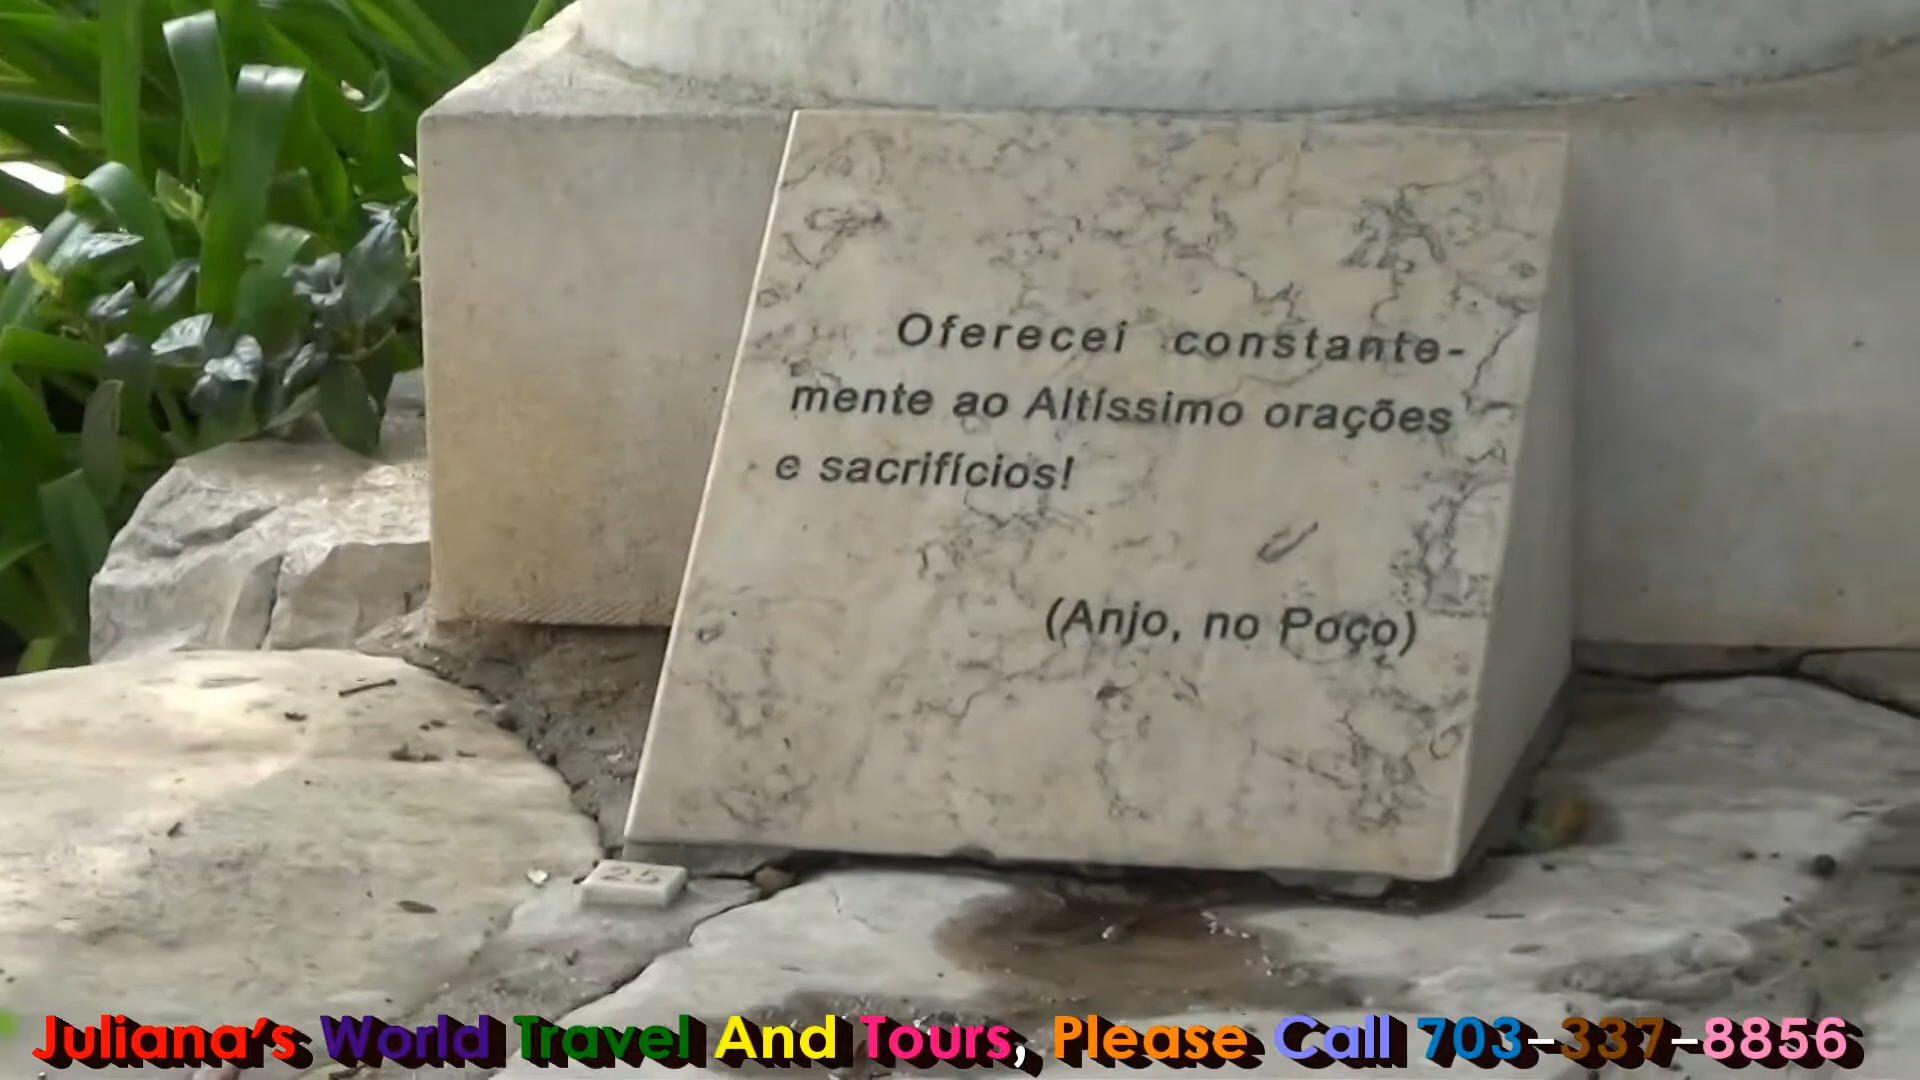 Oferecei constante-
mente ao Altíssimo orações
e sacrifícios!
(Anjo, no Poço)
25
Juliana's World Travel And Tours, Please Call 703-337-8856